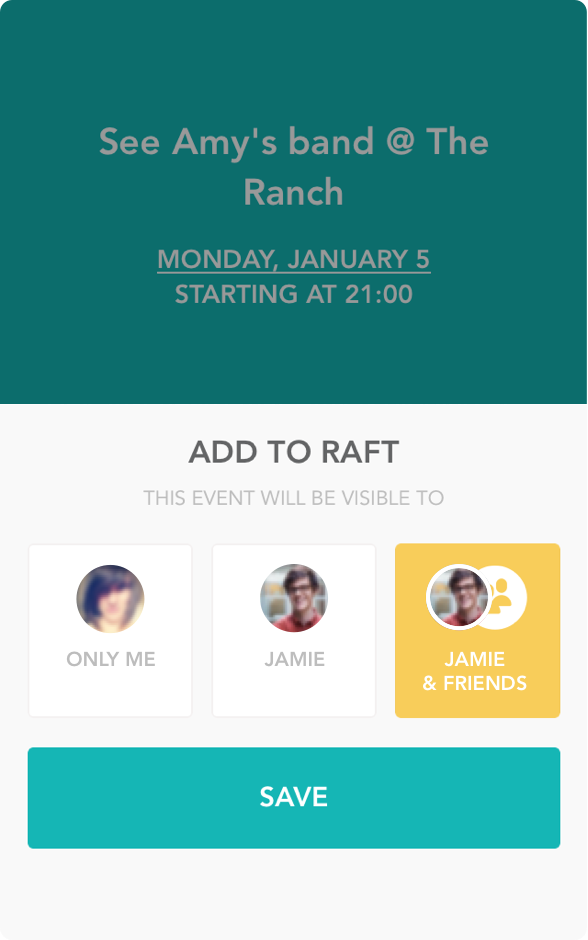 See Amy's band @ The
Ranch
MONDAY, JANUARY 5
STARTING AT 21:00
ADD TO RAFT
THIS EVENT WILL BE VISIBLE TO
ONLY ME
JAMIE
JAMIE
& FRIENDS
SAVE